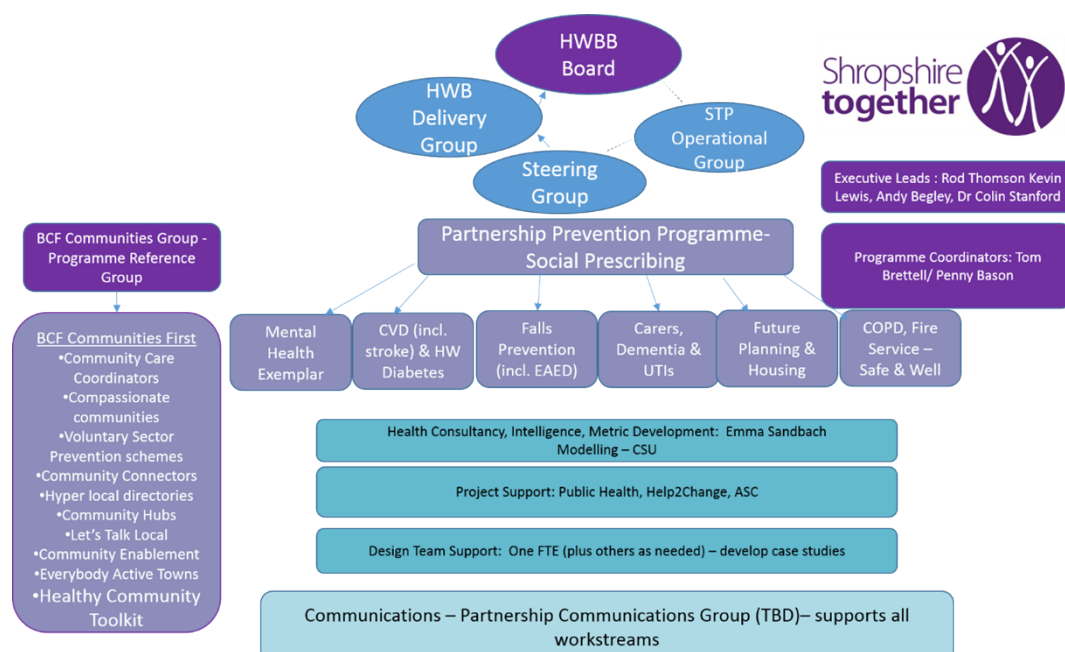 HWBB
Board
HWB
Delivery
Group
STP
Operational
Group
Steering
Group
Shropshire
together
Executive Leads : Rod Thomson Kevin
Lewis, Andy Begley, Dr Colin Stanford
Programme Coordinators: Tom
Brettell/ Penny Bason
BCF Communities Group -
Programme Reference
Group
Partnership Prevention Programme-
Social Prescribing
BCF Communities First
•Community Care
Coordinators
•Compassionate
communities
•Voluntary Sector
Prevention schemes
•Community Connectors
•Hyper local directories
•Community Hubs
•Let's Talk Local
•Community Enablement
•Everybody Active Towns
•Healthy Community
Toolkit
Mental
Health
Exemplar
CVD (incl.
stroke) & HW
Diabetes
Falls
Prevention
(incl. EAED)
Carers,
Dementia &
UTIs
Future
Planning &
Housing
COPD, Fire
Service –
Safe & Well
Health Consultancy, Intelligence, Metric Development: Emma Sandbach
Modelling – CSU
Project Support: Public Health, Help2Change, ASC
Design Team Support: One FTE (plus others as needed) – develop case studies
Communications – Partnership Communications Group (TBD)– supports all
workstreams